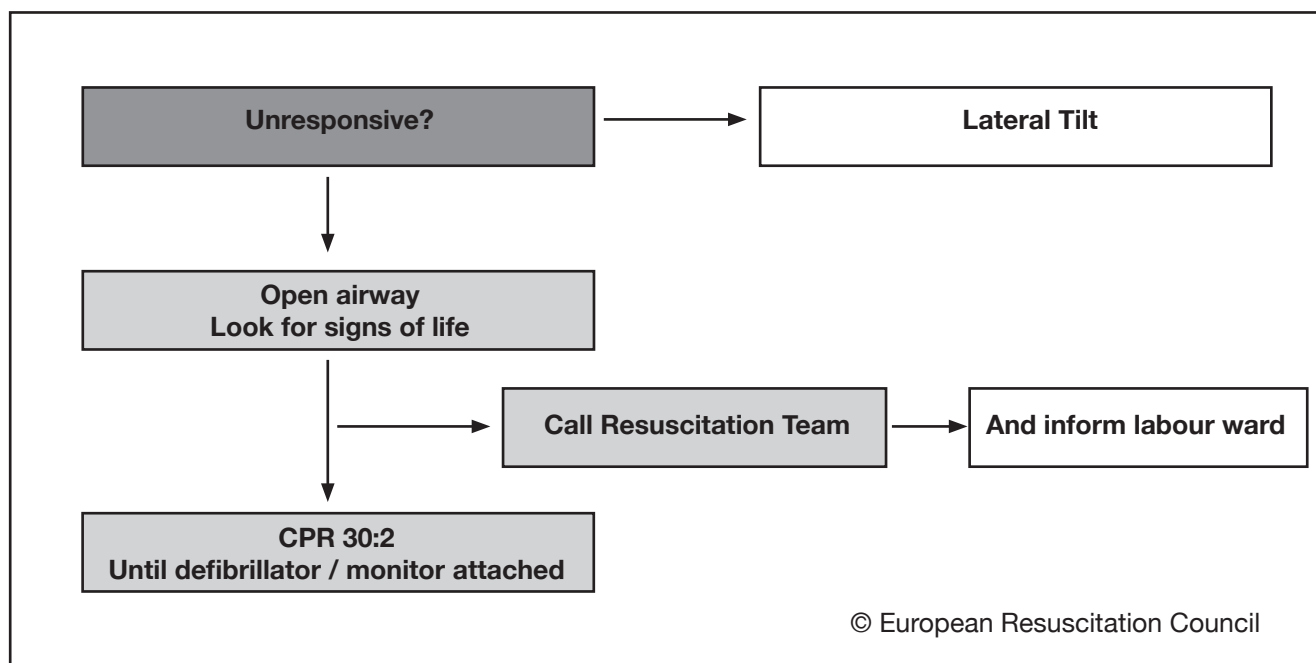 Unresponsive?
Lateral Tilt
Open airway
Look for signs of life
Call Resuscitation Team
And inform labour ward
CPR 30:2
Until defibrillator / monitor attached
© European Resuscitation Council